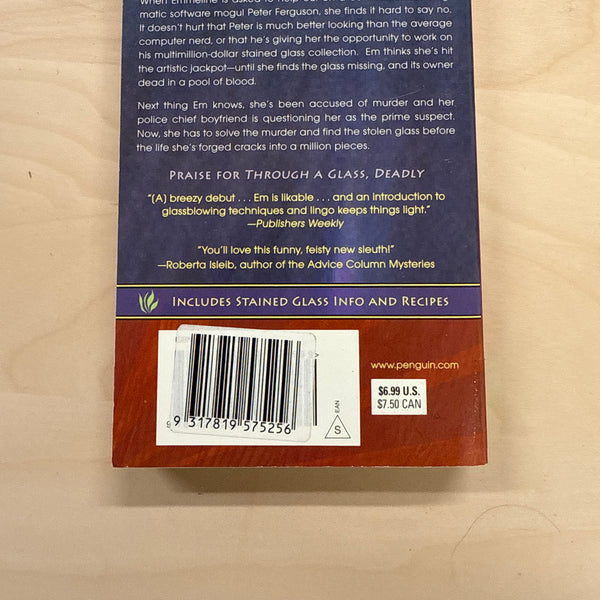 When Emmeline is asked to help
matic software mogul Peter Ferguson, she finds it hard to say no.
It doesn't hurt that Peter is much better looking than the average
computer nerd, or that he's giving her the opportunity to work on
his multimillion-dollar stained glass collection. Em thinks she's hit
the artistic jackpot—until she finds the glass missing, and its owner
dead in a pool of blood.
Next thing Em knows, she's been accused of murder and her
police chief boyfriend is questioning her as the prime suspect.
Now, she has to solve the murder and find the stolen glass before
the life she's forged cracks into a million pieces.
PRAISE FOR THROUGH A GLASS, DEADLY
"(A) breezy debut . . . Em is likable . . . and an introduction to
glassblowing techniques and lingo keeps things light."
—Publishers Weekly
"You'll love this funny, feisty new sleuth!"
—Roberta Isleib, author of the Advice Column Mysteries
INCLUDES STAINED GLASS INFO AND RECIPES
www.penguin.com
$6.99 U.S.
$7.50 CAN
EAN
S
9 317819 575256